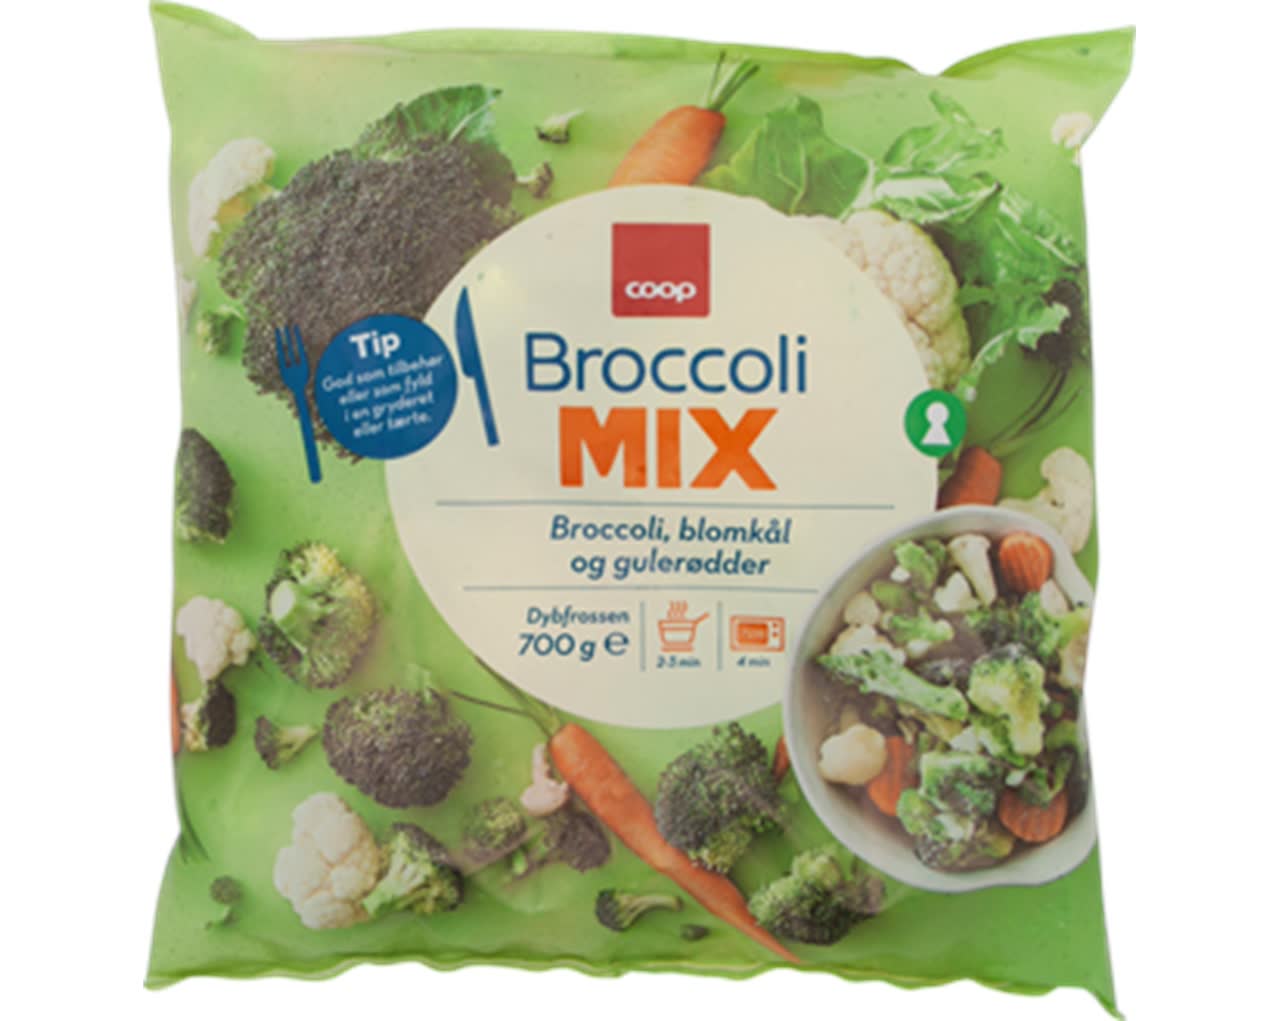 coop
Broccoli
MIX
Broccoli, blomkål
og gulerødder
Dybfrossen
700 g e
2-3 min
4 min
Tip
God som tilbehør
eller som fyld
i en gryderet
eller tærte.